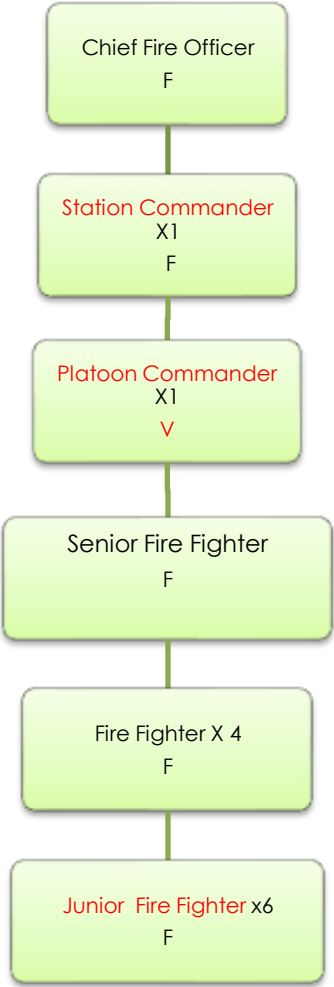 Chief Fire Officer
F
Station Commander
X1
F
Platoon Commander
X1
V
Senior Fire Fighter
F
Fire Fighter X 4
F
Junior Fire Fighter x6
F